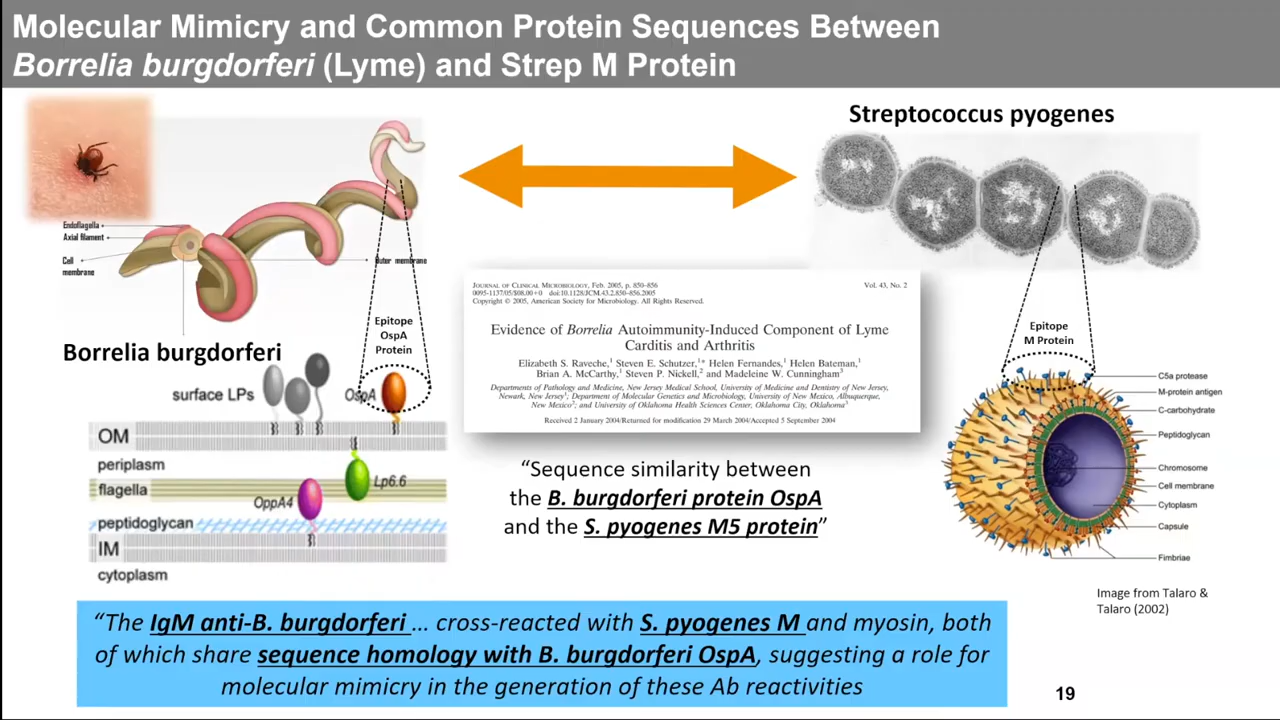 Molecular Mimicry and Common Protein Sequences Between
Borrelia burgdorferi (Lyme) and Strep M Protein
Streptococcus pyogenes
Endoflagella
Axial filament
Cell
membrane
Outer membrane
Epitope
OspA
Protein
Borrelia burgdorferi
surface LPs
OspA
OM
periplasm
flagella
Lp6.6
OppA4
peptidoglycan
IM
cytoplasm
JOURNAL OF CLINICAL MICROBIOLOGY, Feb. 2005, p. 850–856
Vol. 43, No. 2
0095-1137/05/$08.00+0 doi:10.1128/JCM.43.2.850–856.2005
Copyright © 2005, American Society for Microbiology. All Rights Reserved.
Evidence of Borrelia Autoimmunity-Induced Component of Lyme
Carditis and Arthritis
Elizabeth S. Raveche,1 Steven E. Schutzer,1* Helen Fernandes,1 Helen Bateman,1
Brian A. McCarthy,1 Steven P. Nickell,2 and Madeleine W. Cunningham3
Departments of Pathology and Medicine, New Jersey Medical School, University of Medicine and Dentistry of New Jersey,
Newark, New Jersey1; Department of Molecular Genetics and Microbiology, University of New Mexico, Albuquerque,
New Mexico2; and University of Oklahoma Health Sciences Center, Oklahoma City, Oklahoma3
Received 2 January 2004/Returned for modification 29 March 2004/Accepted 5 September 2004
“Sequence similarity between
the B. burgdorferi protein OspA
and the S. pyogenes M5 protein”
Epitope
M Protein
C5a protease
M-protein antigen
C-carbohydrate
Peptidoglycan
Chromosome
Cell membrane
Cytoplasm
Capsule
Fimbriae
Image from Talaro &
Talaro (2002)
“The IgM anti-B. burgdorferi … cross-reacted with S. pyogenes M and myosin, both
of which share sequence homology with B. burgdorferi OspA, suggesting a role for
molecular mimicry in the generation of these Ab reactivities
19